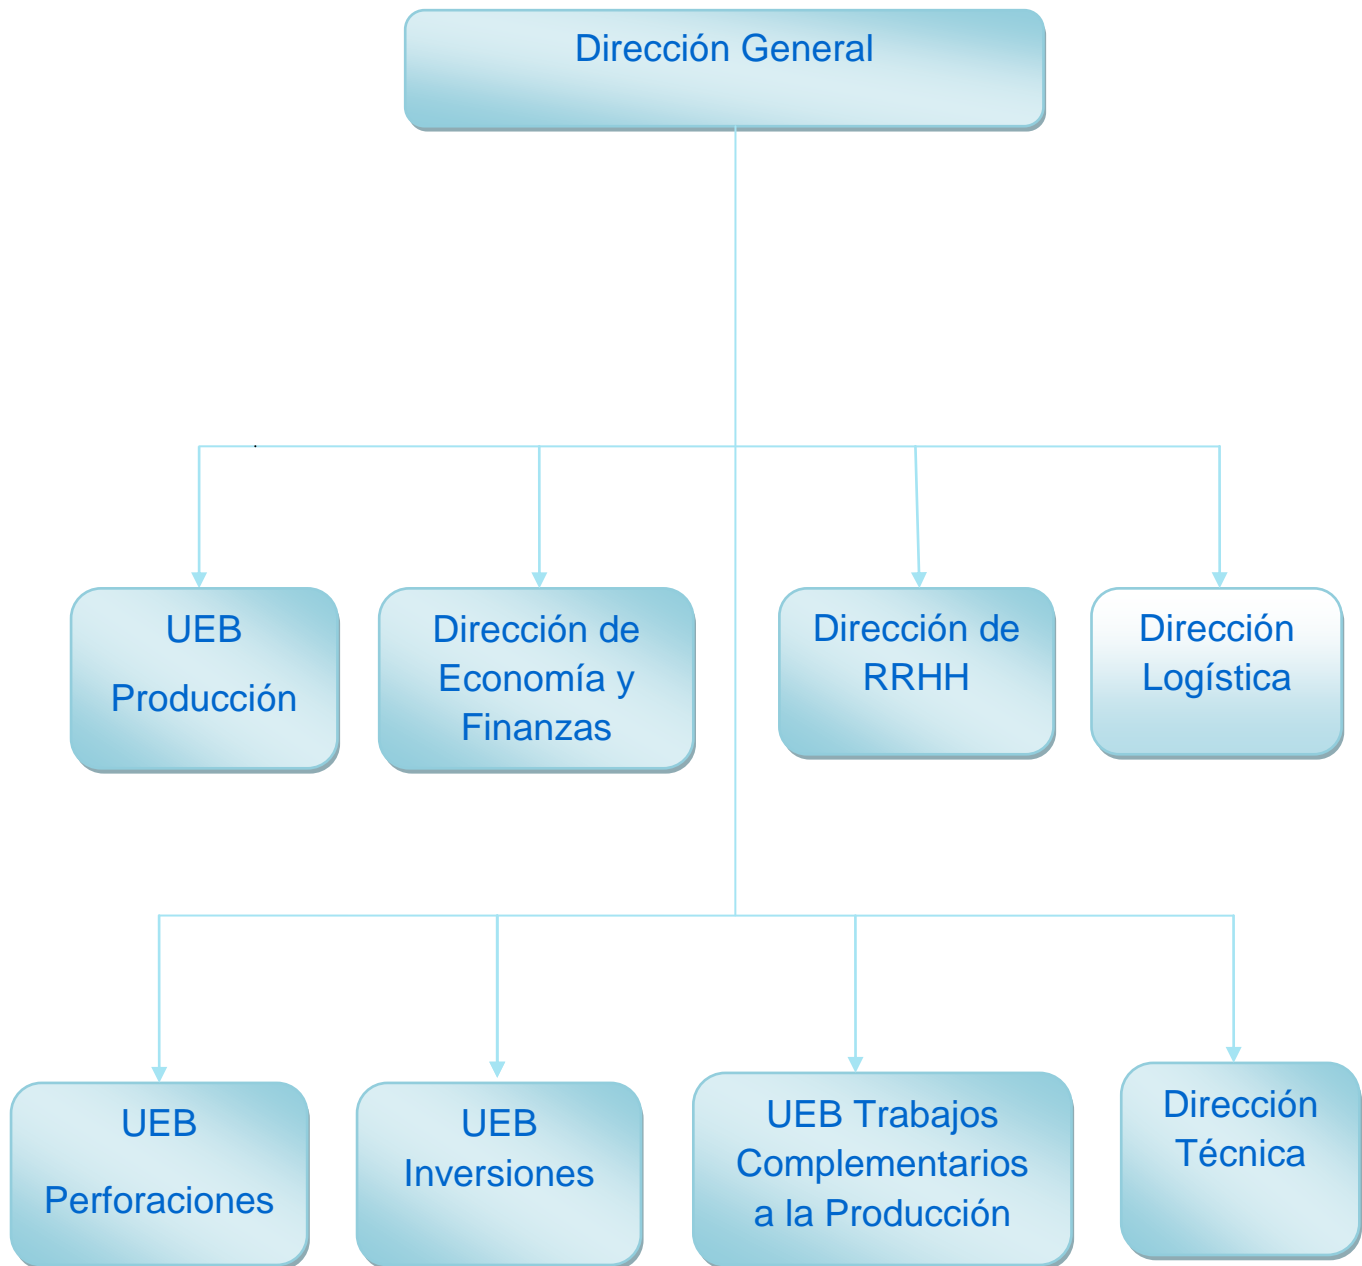 Dirección General
UEB
Producción
Dirección de
Economía y
Finanzas
Dirección de
RRHH
Dirección
Logística
UEB
Perforaciones
UEB
Inversiones
UEB Trabajos
Complementarios
a la Producción
Dirección
Técnica